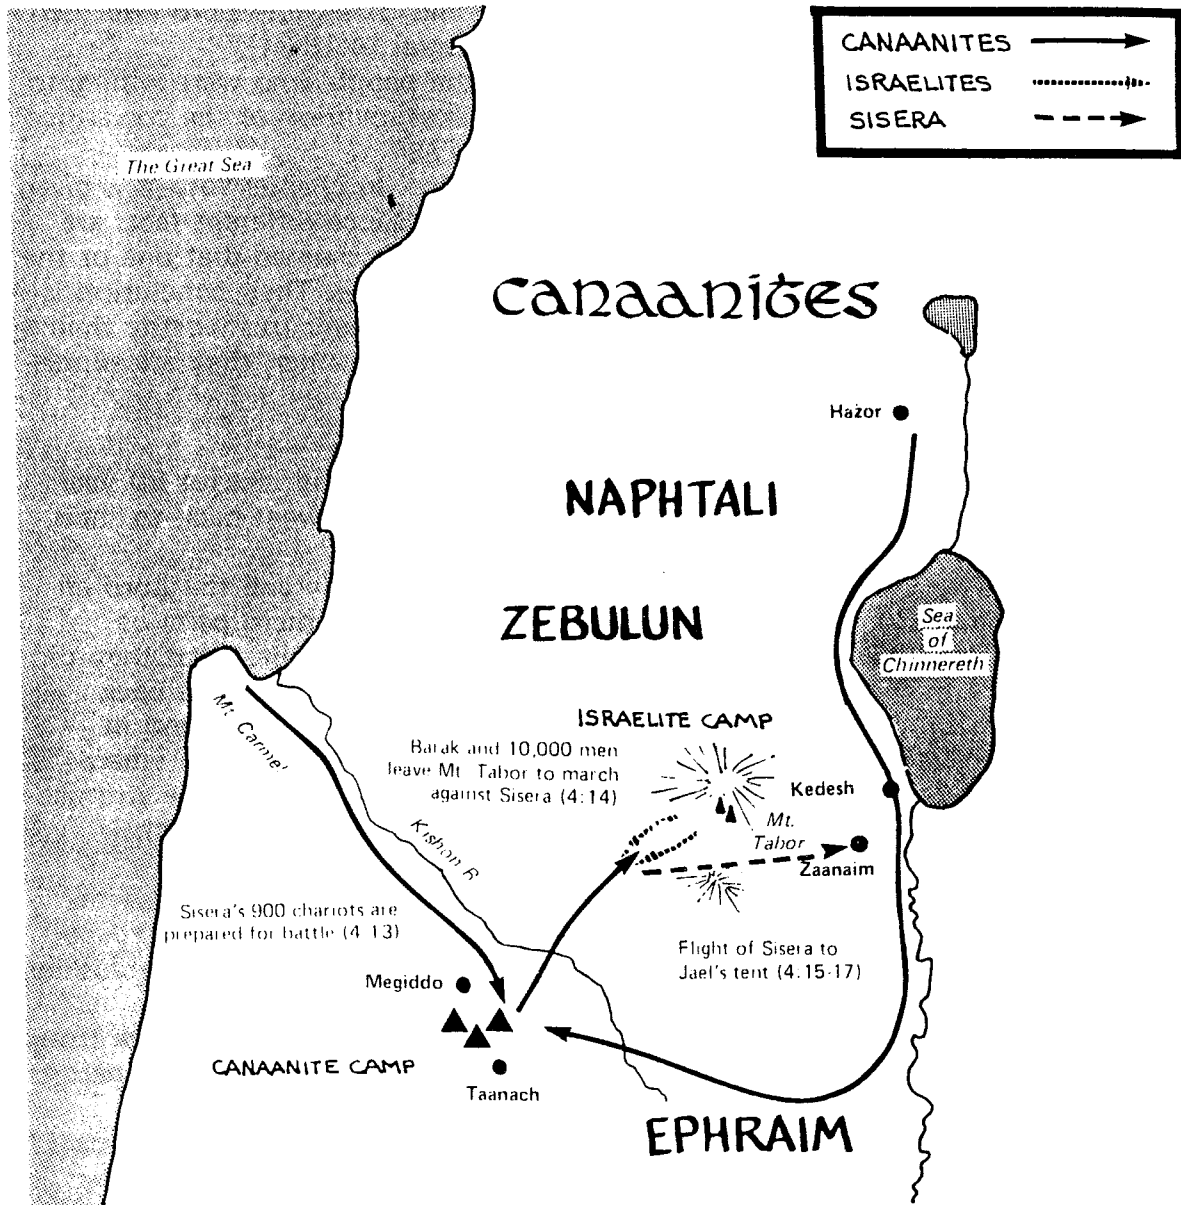 CANAANITES
ISRAELITES
SISERA
The Great Sea
Canaanites
Hazor
NAPHTALI
ZEBULUN
Sea
of
Chinnereth
Mt. Carmel
ISRAELITE CAMP
Barak and 10,000 men
leave Mt. Tabor to march
against Sisera (4:14)
Kedesh
Mt.
Tabor
Zaanaim
Kishon R
Sisera's 900 chariots are
prepared for battle (4 13)
Flight of Sisera to
Jael's tent (4:15-17)
Megiddo
CANAANITE CAMP
Taanach
EPHRAIM